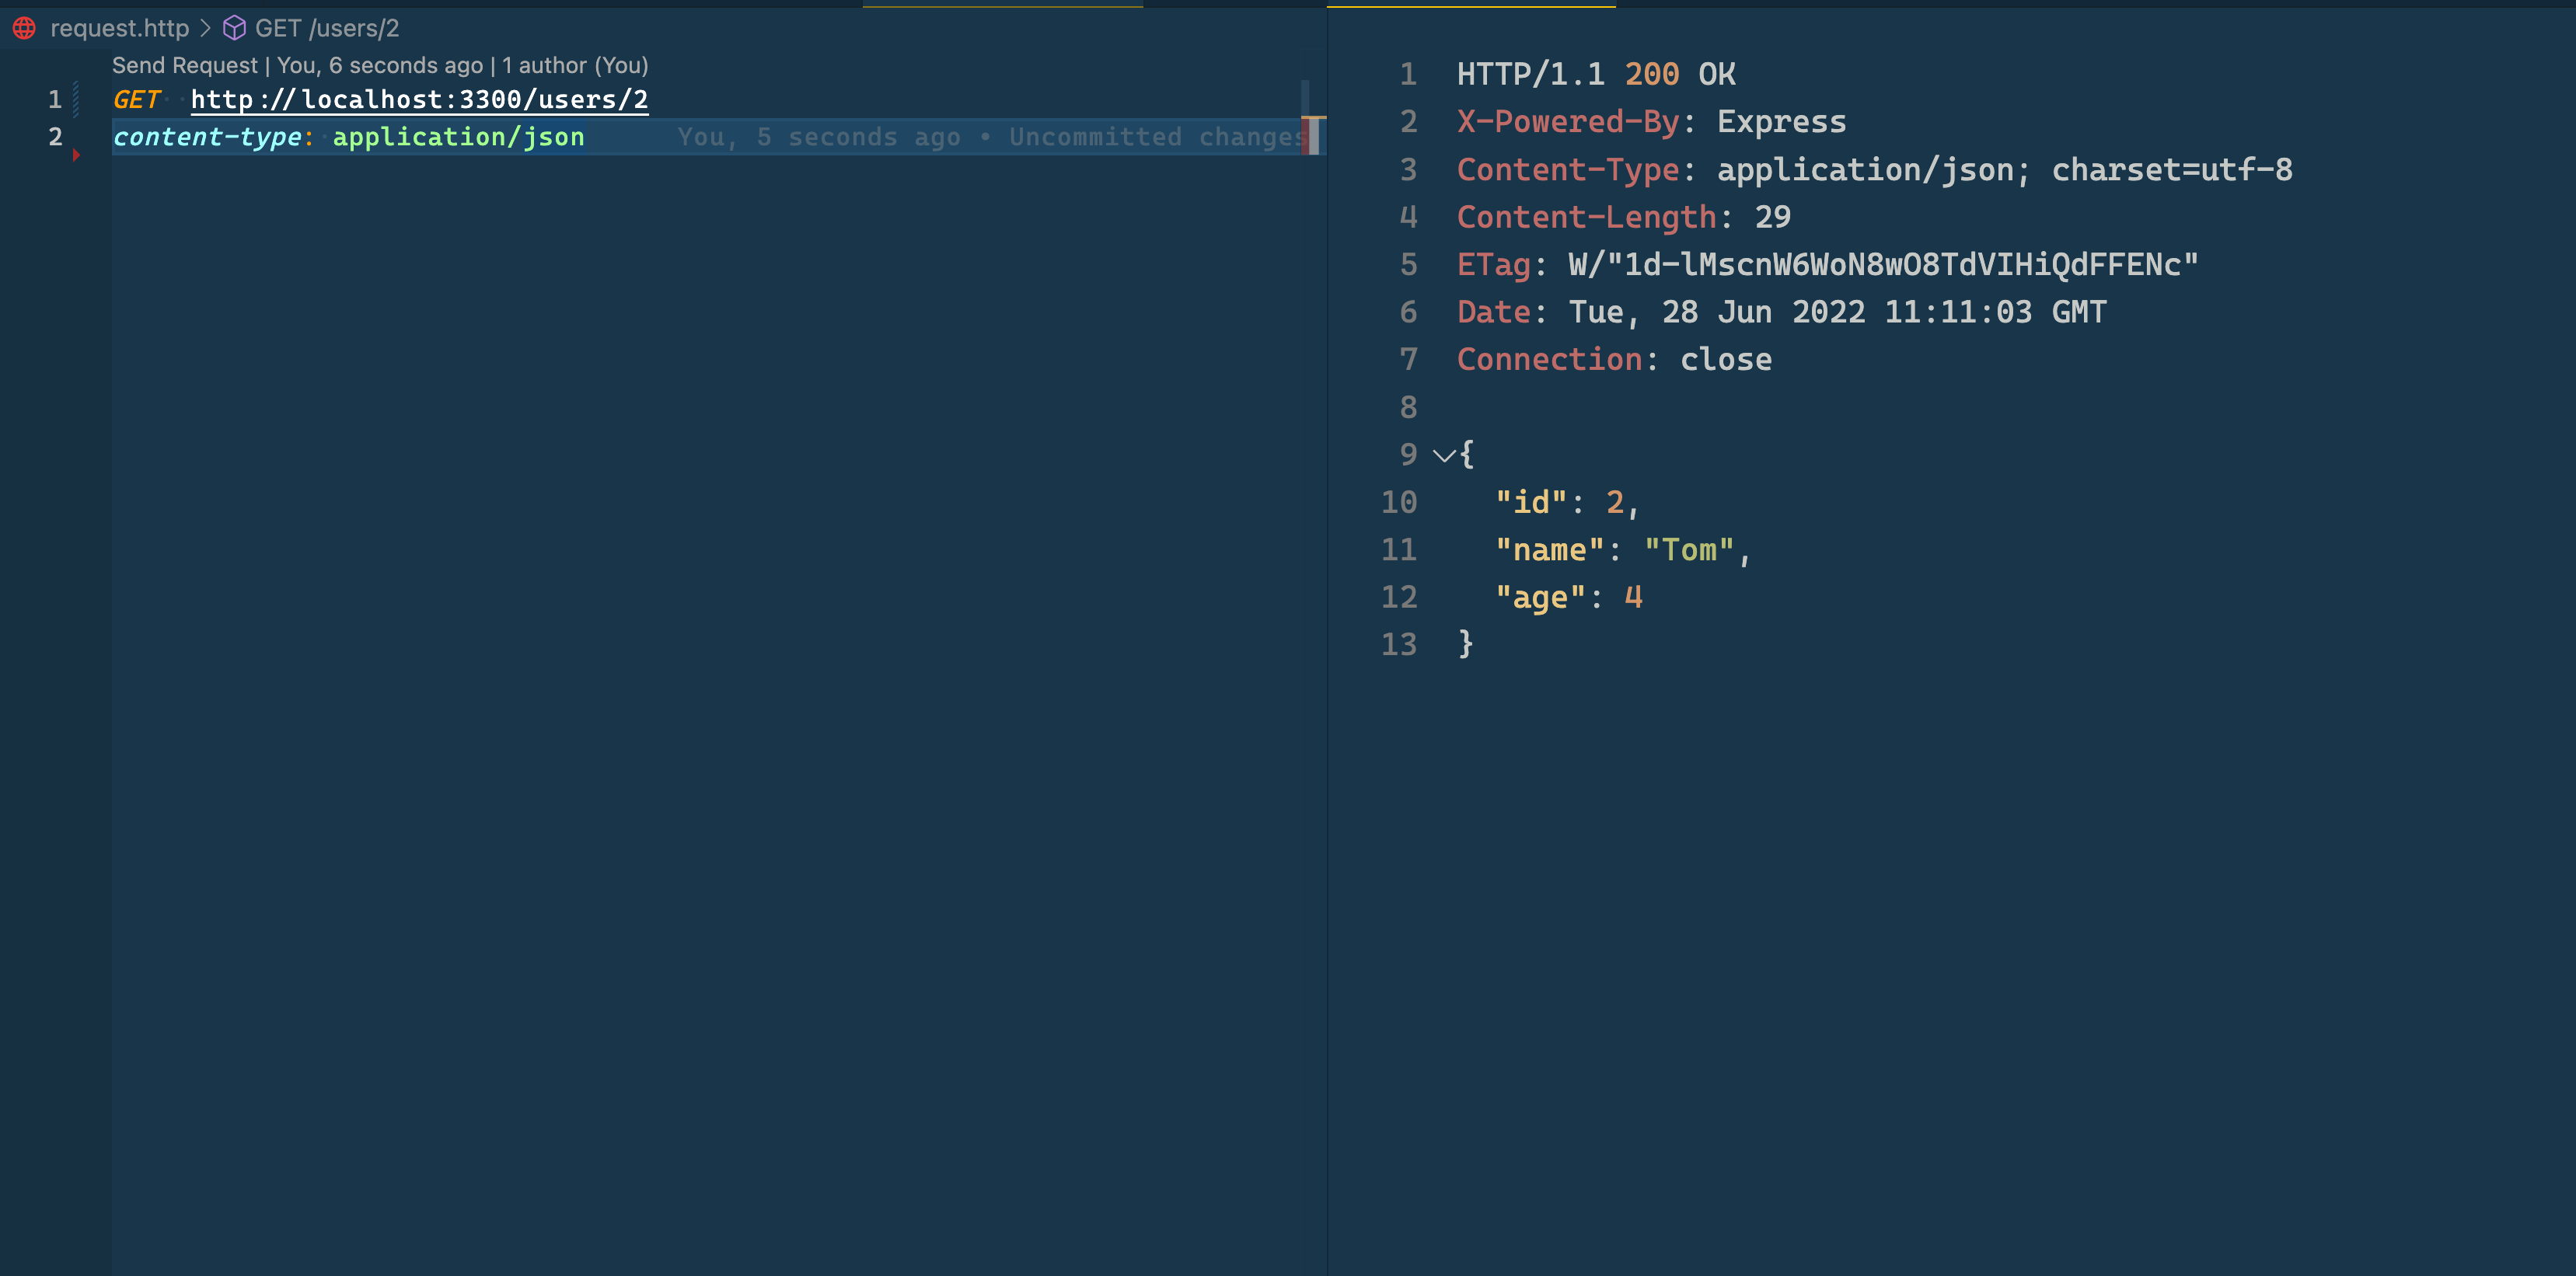 request.http > GET /users/2
Send Request | You, 6 seconds ago | 1 author (You)
1 GET http://localhost:3300/users/2
2 content-type: application/json You, 5 seconds ago • Uncommitted changes
1 HTTP/1.1 200 OK
2 X-Powered-By: Express
3 Content-Type: application/json; charset=utf-8
4 Content-Length: 29
5 ETag: W/"1d-lMscnW6WoN8wO8TdVIHiQdFFENc"
6 Date: Tue, 28 Jun 2022 11:11:03 GMT
7 Connection: close
8
9 {
10 "id": 2,
11 "name": "Tom",
12 "age": 4
13 }